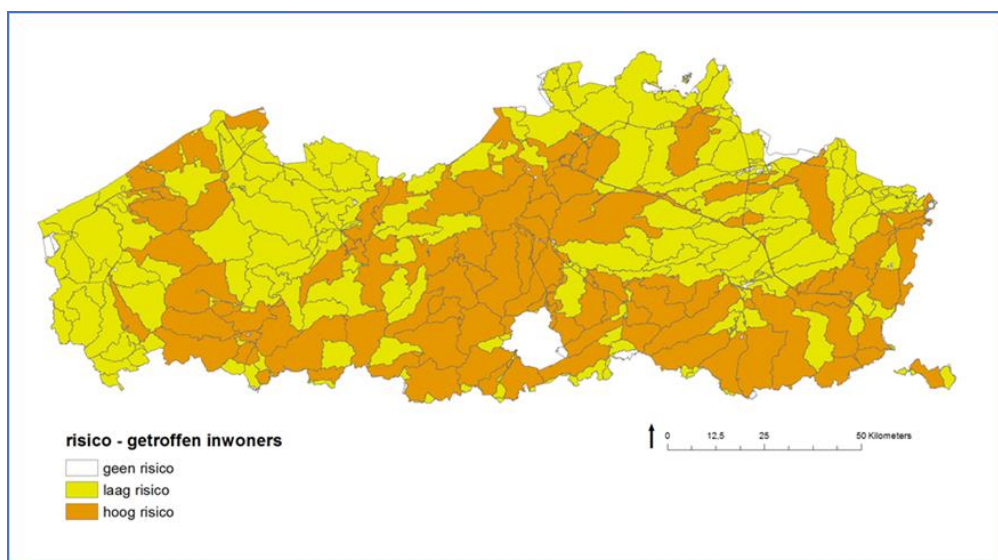 risico - getroffen inwoners
geen risico
laag risico
hoog risico
0 12,5 25 50 Kilometers